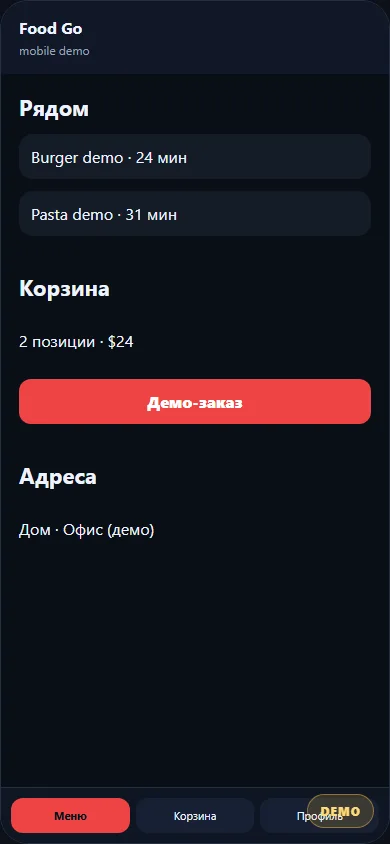 Food Go
mobile demo
Рядом
Burger demo · 24 мин
Pasta demo · 31 мин
Корзина
2 позиции · $24
Демо-заказ
Адреса
Дом · Офис (демо)
Меню
Корзина
Профиль
DEMO